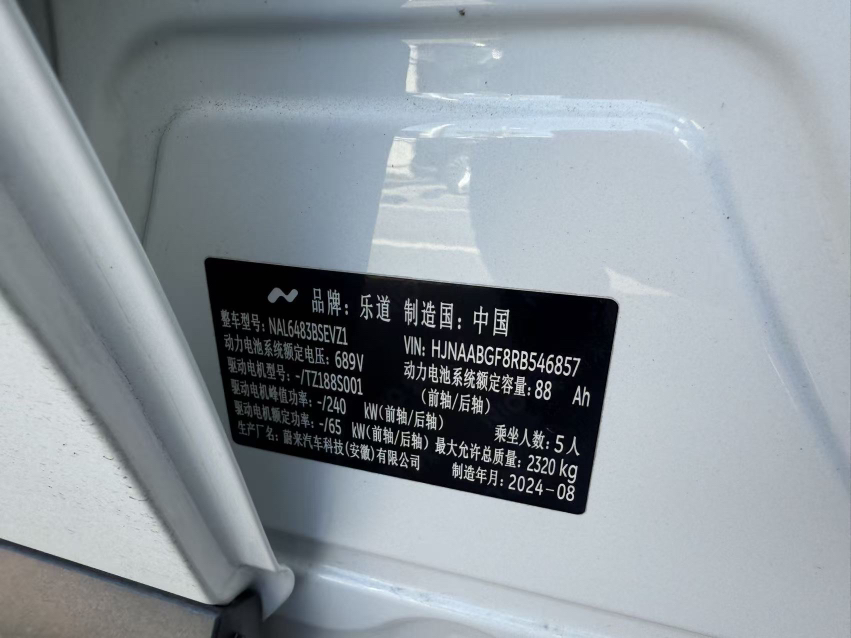 品牌：乐道 制造国：中国
整车型号：NAL6483BSEVZ1 VIN：HJNAABGF8RB546857
动力电池系统额定电压：689V 动力电池系统额定容量：88 Ah
驱动电机型号：-/TZ188S001 (前轴/后轴)
驱动电机峰值功率：-/240 kW(前轴/后轴) 乘坐人数：5人
驱动电机额定功率：-/65 kW(前轴/后轴) 最大允许总质量：2320 kg
生产厂名：蔚来汽车科技(安徽)有限公司 制造年月：2024-08